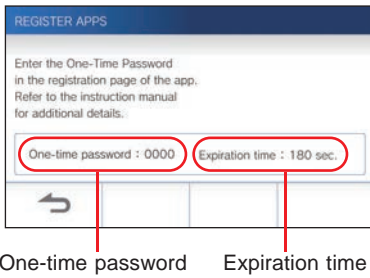 REGISTER APPS
Enter the One-Time Password
in the registration page of the app.
Refer to the instruction manual
for additional details.
One-time password : 0000 Expiration time : 180 sec.
One-time password Expiration time